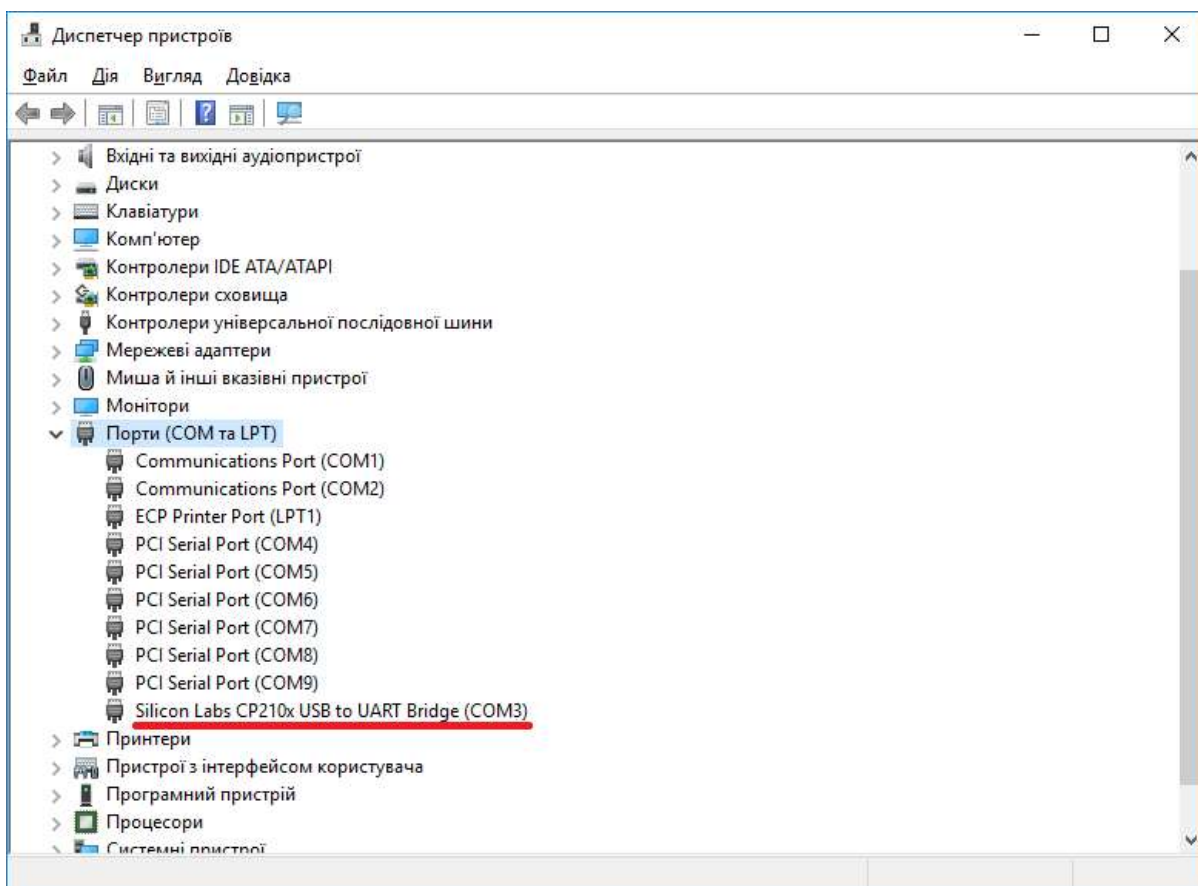 Диспетчер пристроїв
Файл Дія Вигляд Довідка
Вхідні та вихідні аудіопристрої
Диски
Клавіатури
Комп'ютер
Контролери IDE ATA/ATAPI
Контролери сховища
Контролери універсальної послідовної шини
Мережеві адаптери
Миша й інші вказівні пристрої
Монітори
Порти (COM та LPT)
Communications Port (COM1)
Communications Port (COM2)
ECP Printer Port (LPT1)
PCI Serial Port (COM4)
PCI Serial Port (COM5)
PCI Serial Port (COM6)
PCI Serial Port (COM7)
PCI Serial Port (COM8)
PCI Serial Port (COM9)
Silicon Labs CP210x USB to UART Bridge (COM3)
Принтери
Пристрої з інтерфейсом користувача
Програмний пристрій
Процесори
Системні пристрої